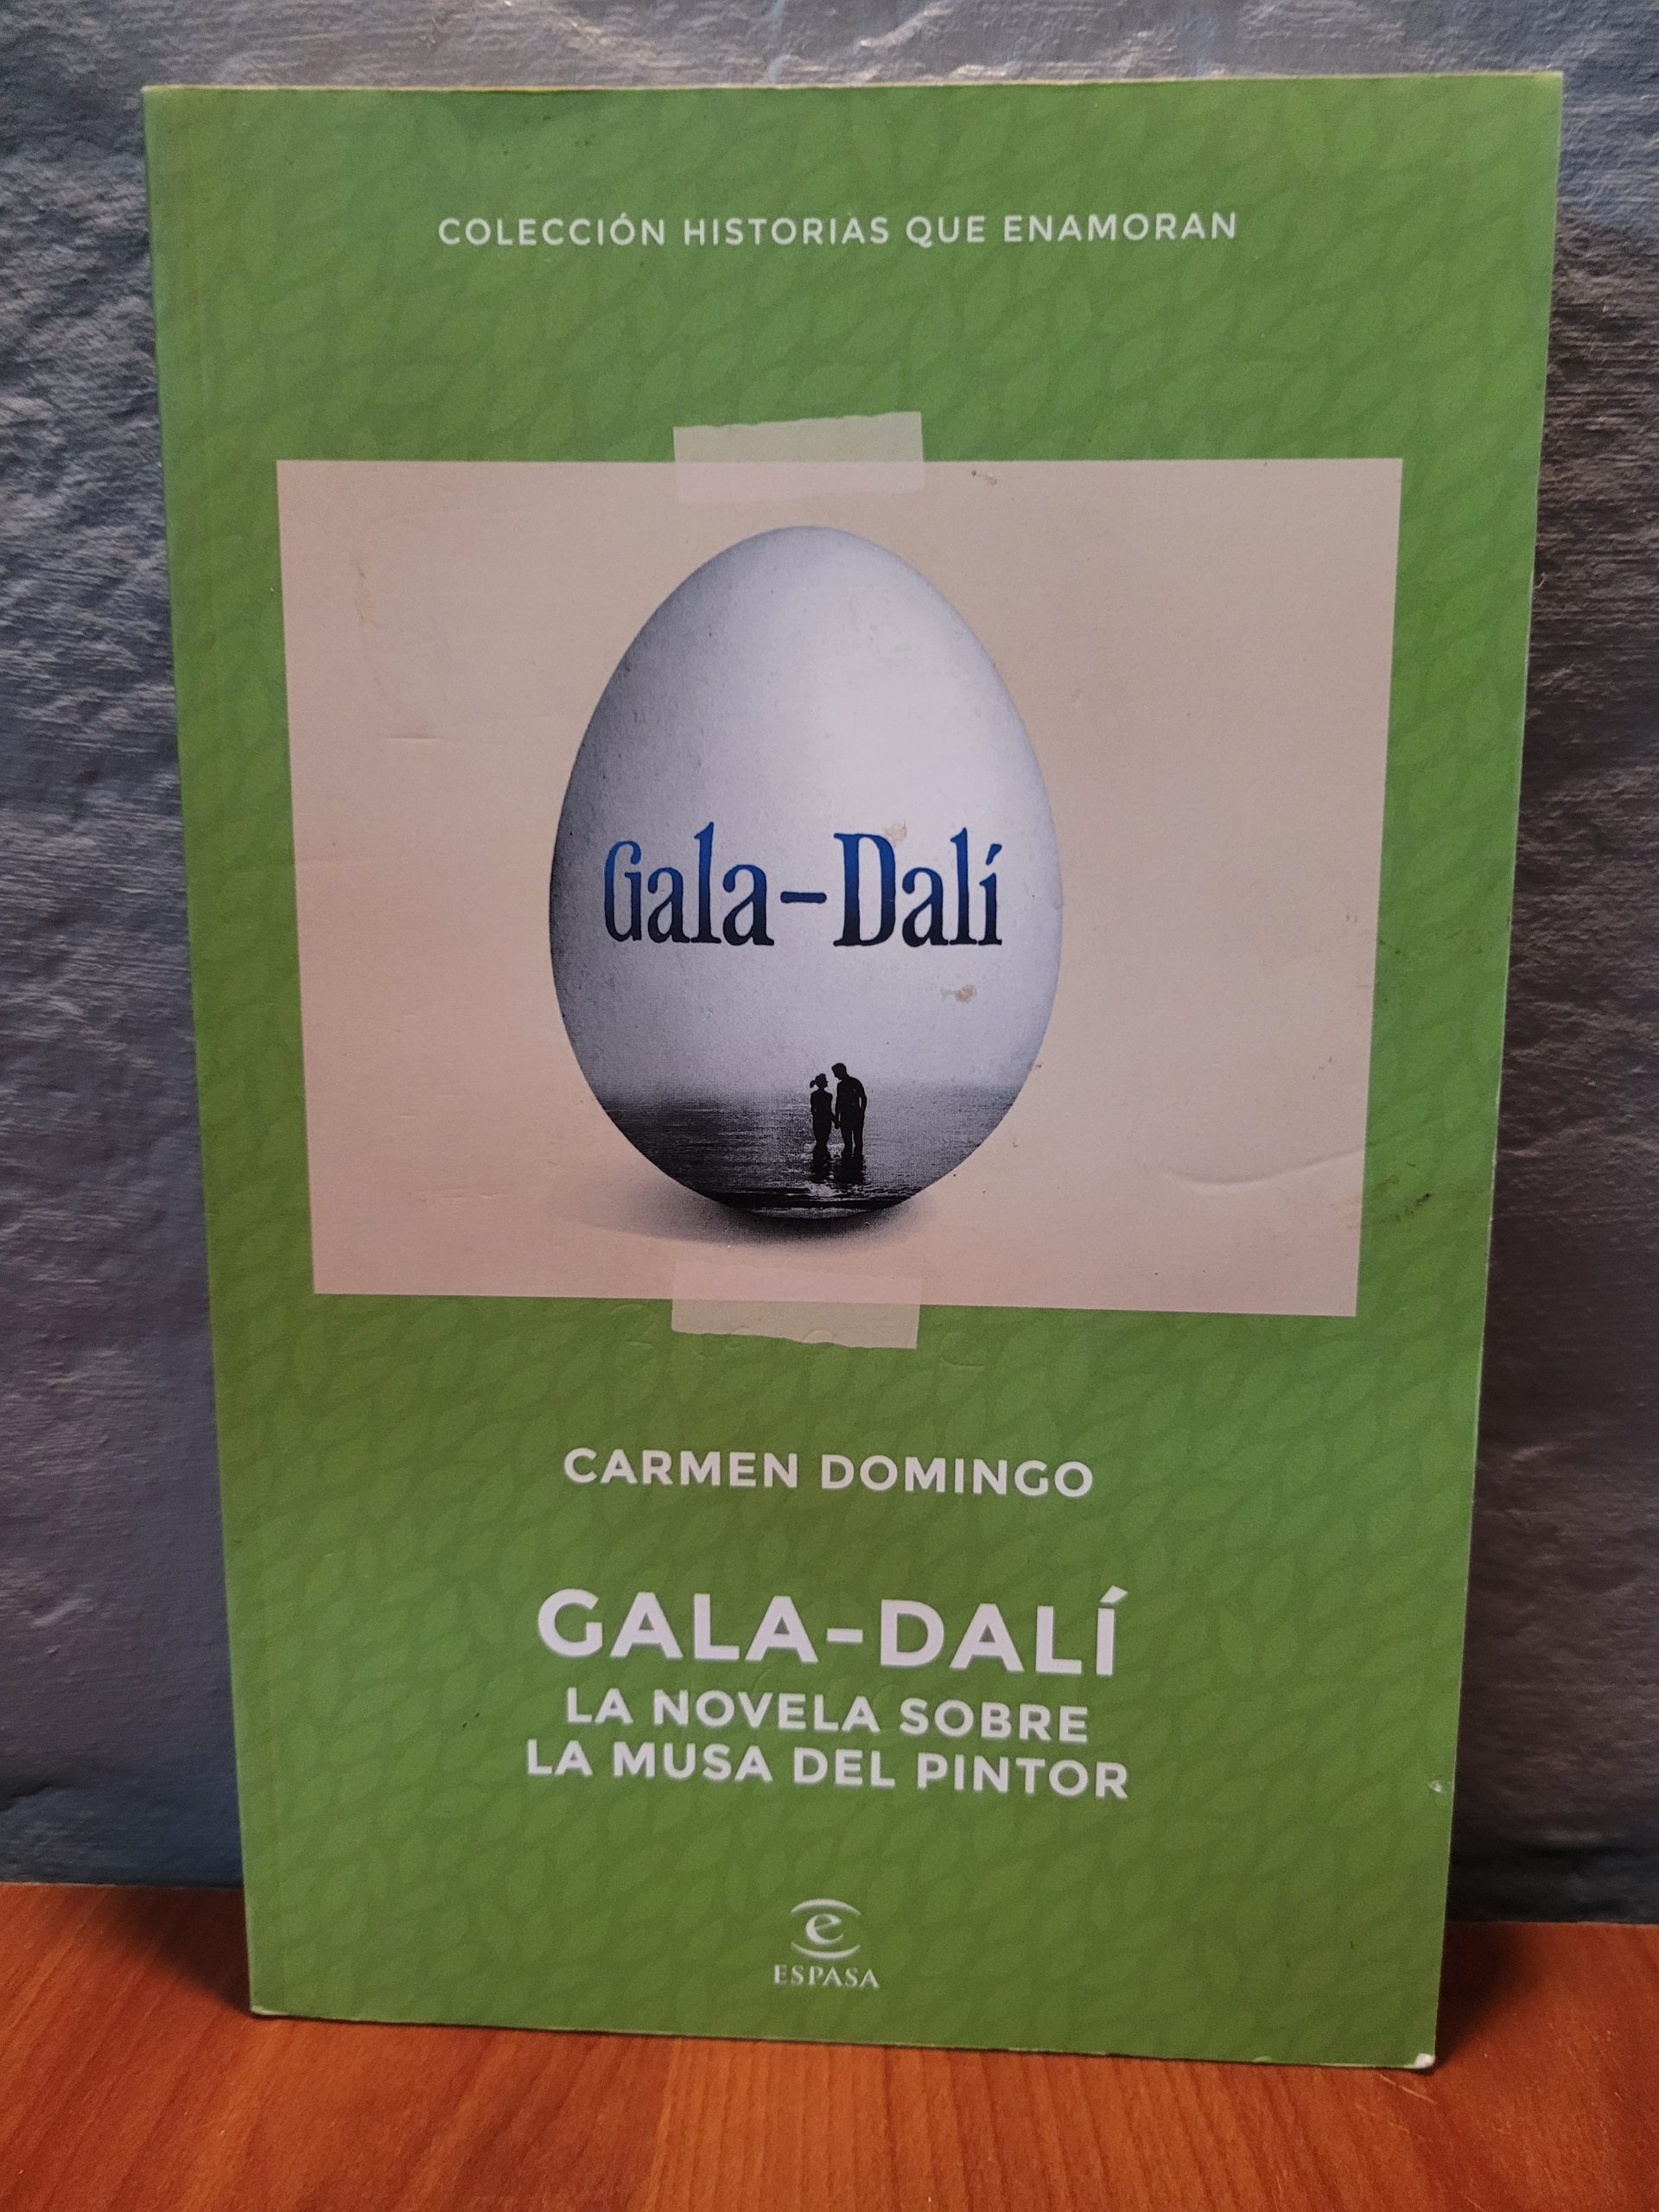 COLECCIÓN HISTORIAS QUE ENAMORAN
Gala-Dalí
CARMEN DOMINGO
GALA-DALÍ
LA NOVELA SOBRE
LA MUSA DEL PINTOR
e
ESPASA